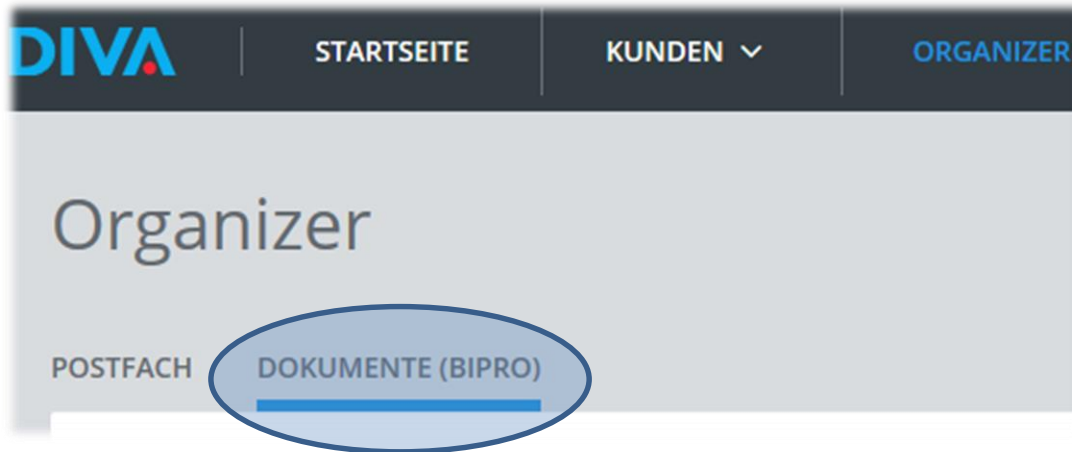 DIVA STARTSEITE KUNDEN ORGANIZER
Organizer
POSTFACH DOKUMENTE (BIPRO)